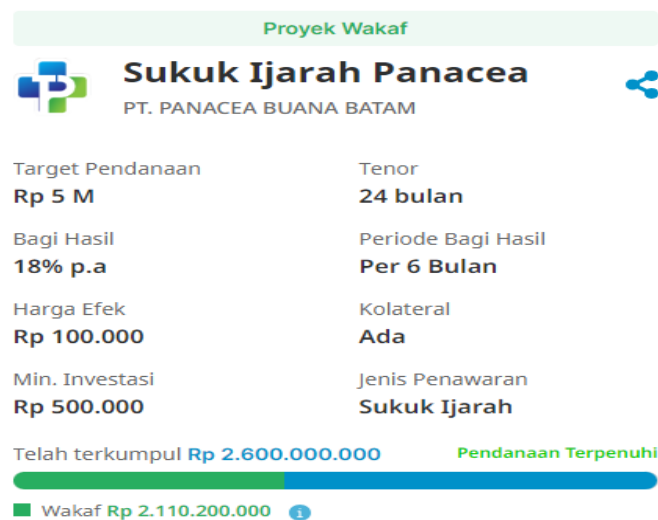 Proyek Wakaf
Sukuk Ijarah Panacea
PT. PANACEA BUANA BATAM
Target Pendanaan
Rp 5 M
Tenor
24 bulan
Bagi Hasil
18% p.a
Periode Bagi Hasil
Per 6 Bulan
Harga Efek
Rp 100.000
Kolateral
Ada
Min. Investasi
Rp 500.000
Jenis Penawaran
Sukuk Ijarah
Telah terkumpul Rp 2.600.000.000
Pendanaan Terpenuhi
Wakaf Rp 2.110.200.000